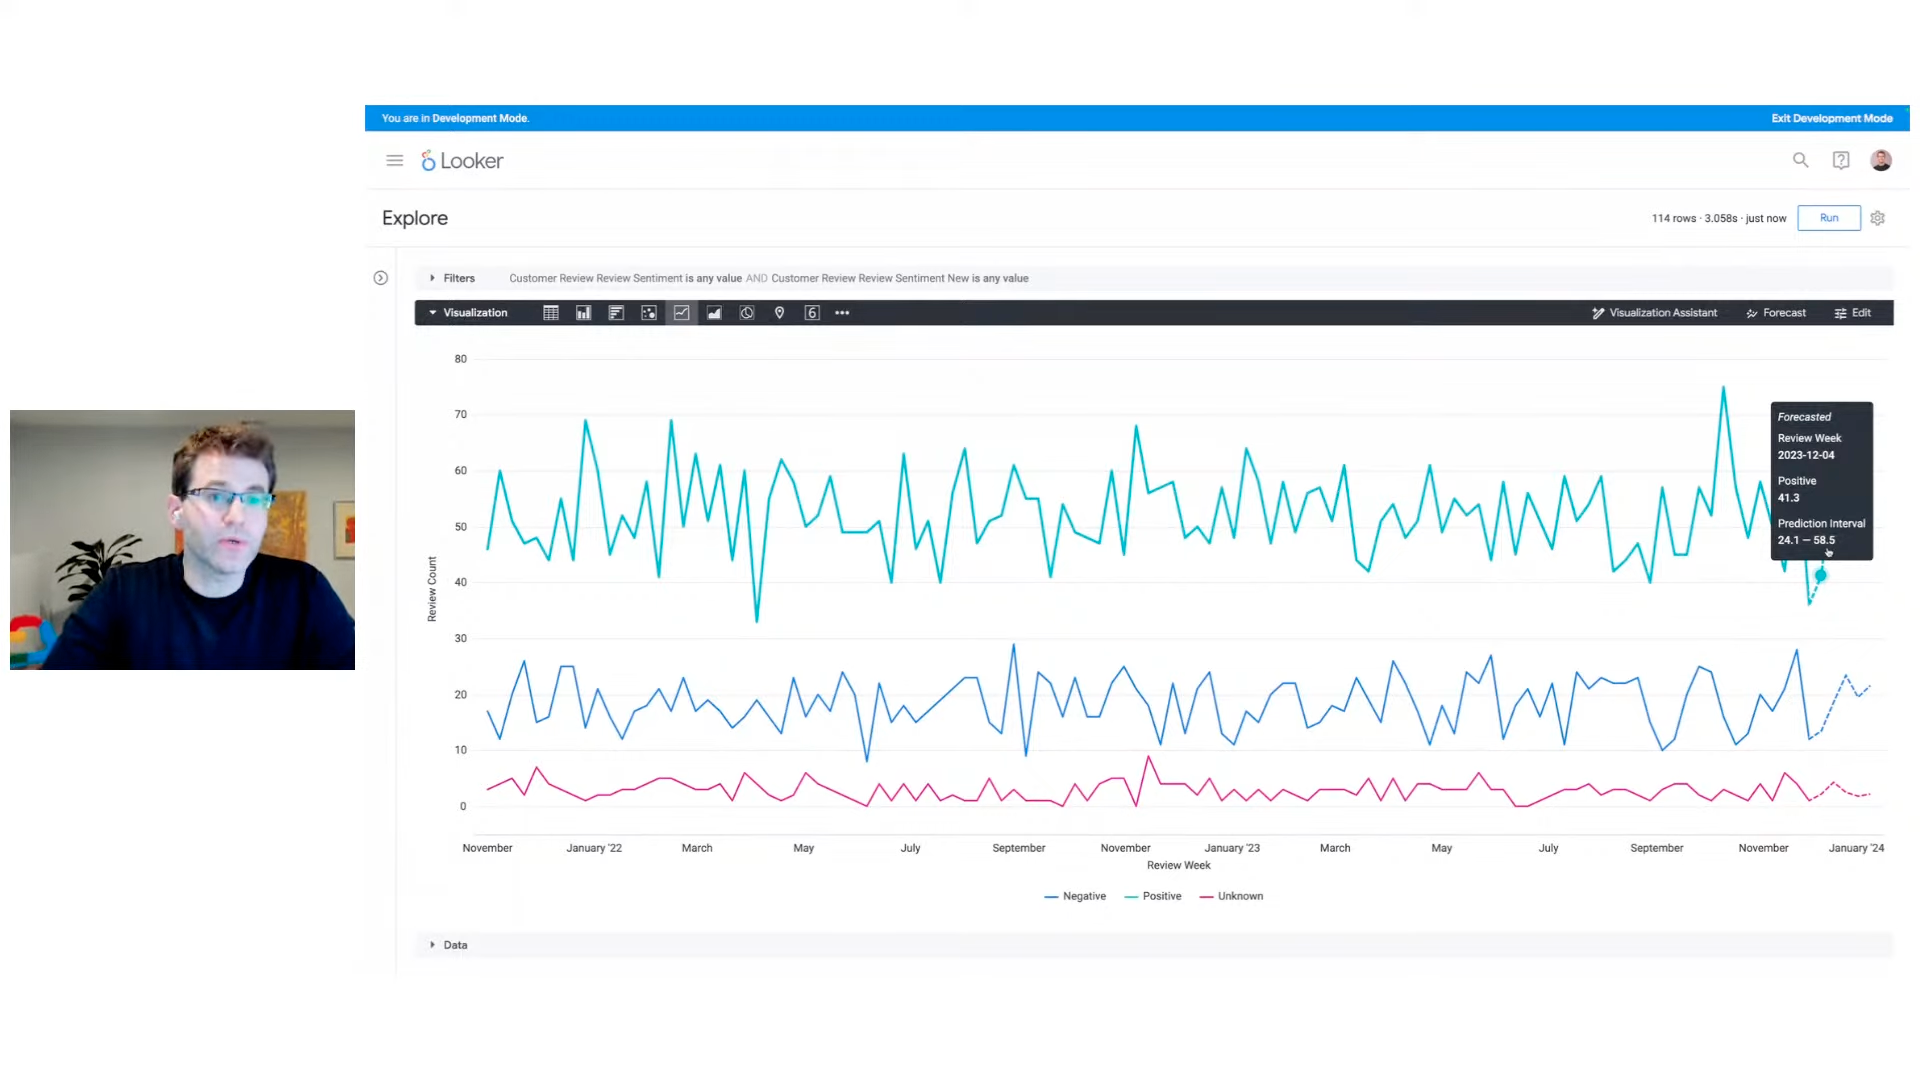 You are in Development Mode.
Exit Development Mode
Looker
Explore
114 rows · 3.058s · just now
Run
Filters
Customer Review Review Sentiment is any value AND Customer Review Review Sentiment New is any value
Visualization
6
Visualization Assistant
Forecast
Edit
80
70
60
50
40
30
20
10
0
Review Count
Forecasted
Review Week
2023-12-04
Positive
41.3
Prediction Interval
24.1 — 58.5
November
January '22
March
May
July
September
November
January '23
March
May
July
September
November
January '24
Review Week
Negative
Positive
Unknown
Data